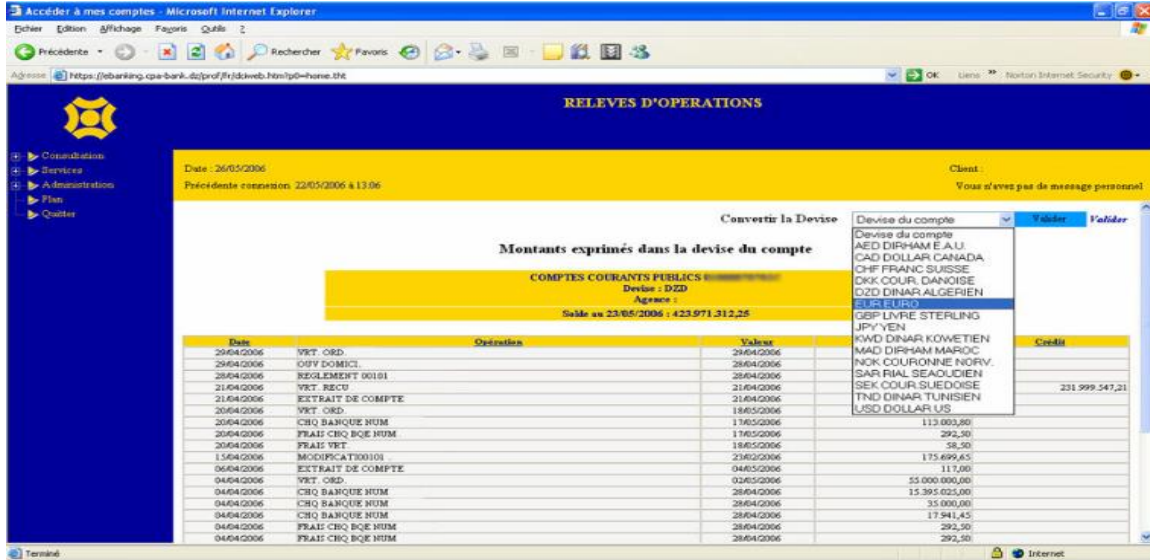 Accéder à mes comptes - Microsoft Internet Explorer
Fichier Edition Affichage Favoris Outils ?
Précédente Rechercher Favoris
Adresse https://ebanking.cpa-bank.dz/prof/fr/dciweb.htm?p0=home.tht OK Liens » Norton Internet Security
RELEVES D'OPERATIONS
Consultation
Services
Administration
Plan
Quitter
Date : 26/05/2006 Client :
Précédente connexion 22/05/2006 à 13:06 Vous n'avez pas de message personnel
Convertir la Devise Devise du compte Valider Valider
Devise du compte
AED DIRHAM E.A.U.
CAD DOLLAR CANADA
CHF FRANC SUISSE
DKK COUR. DANOISE
DZD DINAR ALGERIEN
EUR EURO
GBP LIVRE STERLING
JPY YEN
KWD DINAR KOWETIEN
MAD DIRHAM MAROC
NOK COURONNE NORV.
SAR RIAL SEAOUDIEN
SEK COUR.SUEDOISE
TND DINAR TUNISIEN
USD DOLLAR US
Montants exprimés dans la devise du compte
COMPTES COURANTS PUBLICS
Devise : DZD
Agence :
Solde au 23/05/2006 : 423.971.312,25
Date Opération Valeur Crédit
29/04/2006 VRT. ORD. 29/04/2006
29/04/2006 OUV DOMICI. 29/04/2006
28/04/2006 REGLEMENT 00101 28/04/2006
21/04/2006 VRT. RECU 21/04/2006 231.999.547,21
21/04/2006 EXTRAIT DE COMPTE 21/04/2006
20/04/2006 VRT. ORD. 18/05/2006
20/04/2006 CHQ BANQUE NUM 17/05/2006 113.003,80
20/04/2006 FRAIS CHQ BQE NUM 17/05/2006 292,50
20/04/2006 FRAIS VRT 18/05/2006 58,50
15/04/2006 MODIFICATI00101 . 23/02/2006 175.699,65
06/04/2006 EXTRAIT DE COMPTE 04/05/2006 117,00
04/04/2006 VRT. ORD. 02/05/2006 55.000.000,00
04/04/2006 CHQ BANQUE NUM 28/04/2006 15.395.025,00
04/04/2006 CHQ BANQUE NUM 28/04/2006 35.000,00
04/04/2006 CHQ BANQUE NUM 28/04/2006 17.941,45
04/04/2006 FRAIS CHQ BQE NUM 28/04/2006 292,50
04/04/2006 FRAIS CHQ BQE NUM 28/04/2006 292,50
Terminé Internet